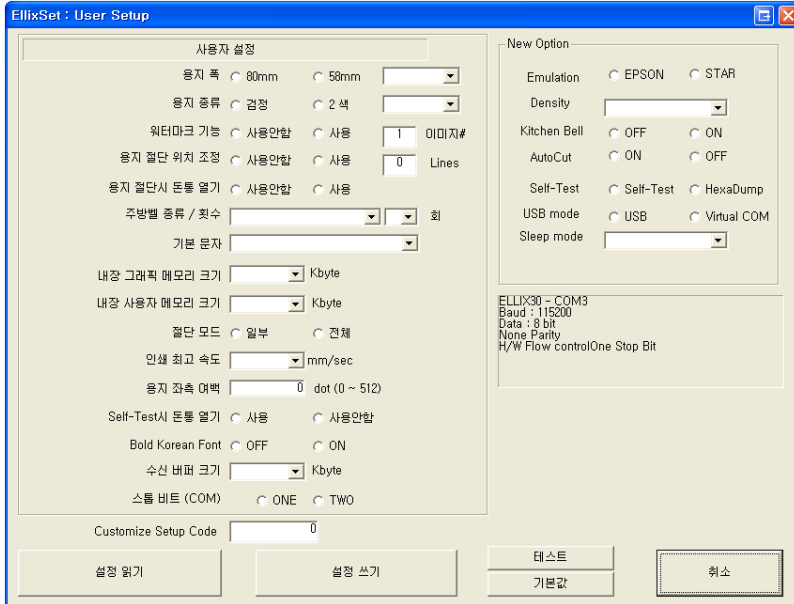 EllixSet : User Setup
사용자 설정
용지 폭 80mm 58mm
용지 종류 검정 2 색
워터마크 기능 사용안함 사용 1 이미지#
용지 절단 위치 조정 사용안함 사용 0 Lines
용지 절단시 돈통 열기 사용안함 사용
주방벨 종류 / 횟수 회
기본 문자
내장 그래픽 메모리 크기 Kbyte
내장 사용자 메모리 크기 Kbyte
절단 모드 일부 전체
인쇄 최고 속도 mm/sec
용지 좌측 여백 0 dot (0 ~ 512)
Self-Test시 돈통 열기 사용 사용안함
Bold Korean Font OFF ON
수신 버퍼 크기 Kbyte
스톱 비트 (COM) ONE TWO
Customize Setup Code 0
New Option
Emulation EPSON STAR
Density
Kitchen Bell OFF ON
AutoCut ON OFF
Self-Test Self-Test HexaDump
USB mode USB Virtual COM
Sleep mode
ELLIX30 - COM3
Baud : 115200
Data : 8 bit
None Parity
H/W Flow controlOne Stop Bit
설정 읽기
설정 쓰기
테스트
기본값
취소